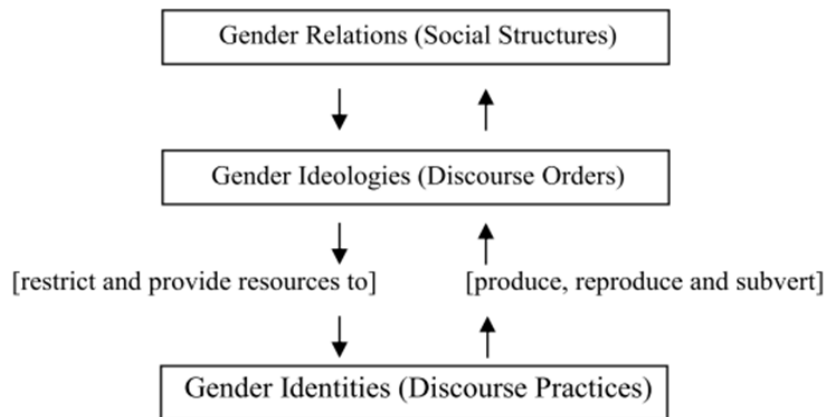 Gender Relations (Social Structures)
Gender Ideologies (Discourse Orders)
[restrict and provide resources to]
[produce, reproduce and subvert]
Gender Identities (Discourse Practices)